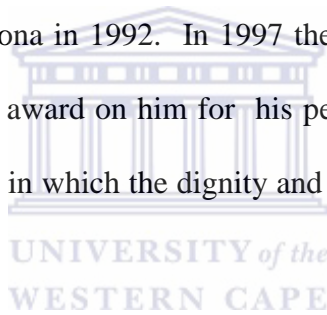 ona in 1992. In 1997 the
award on him for his pe
in which the dignity and
UNIVERSITY of the
WESTERN CAPE